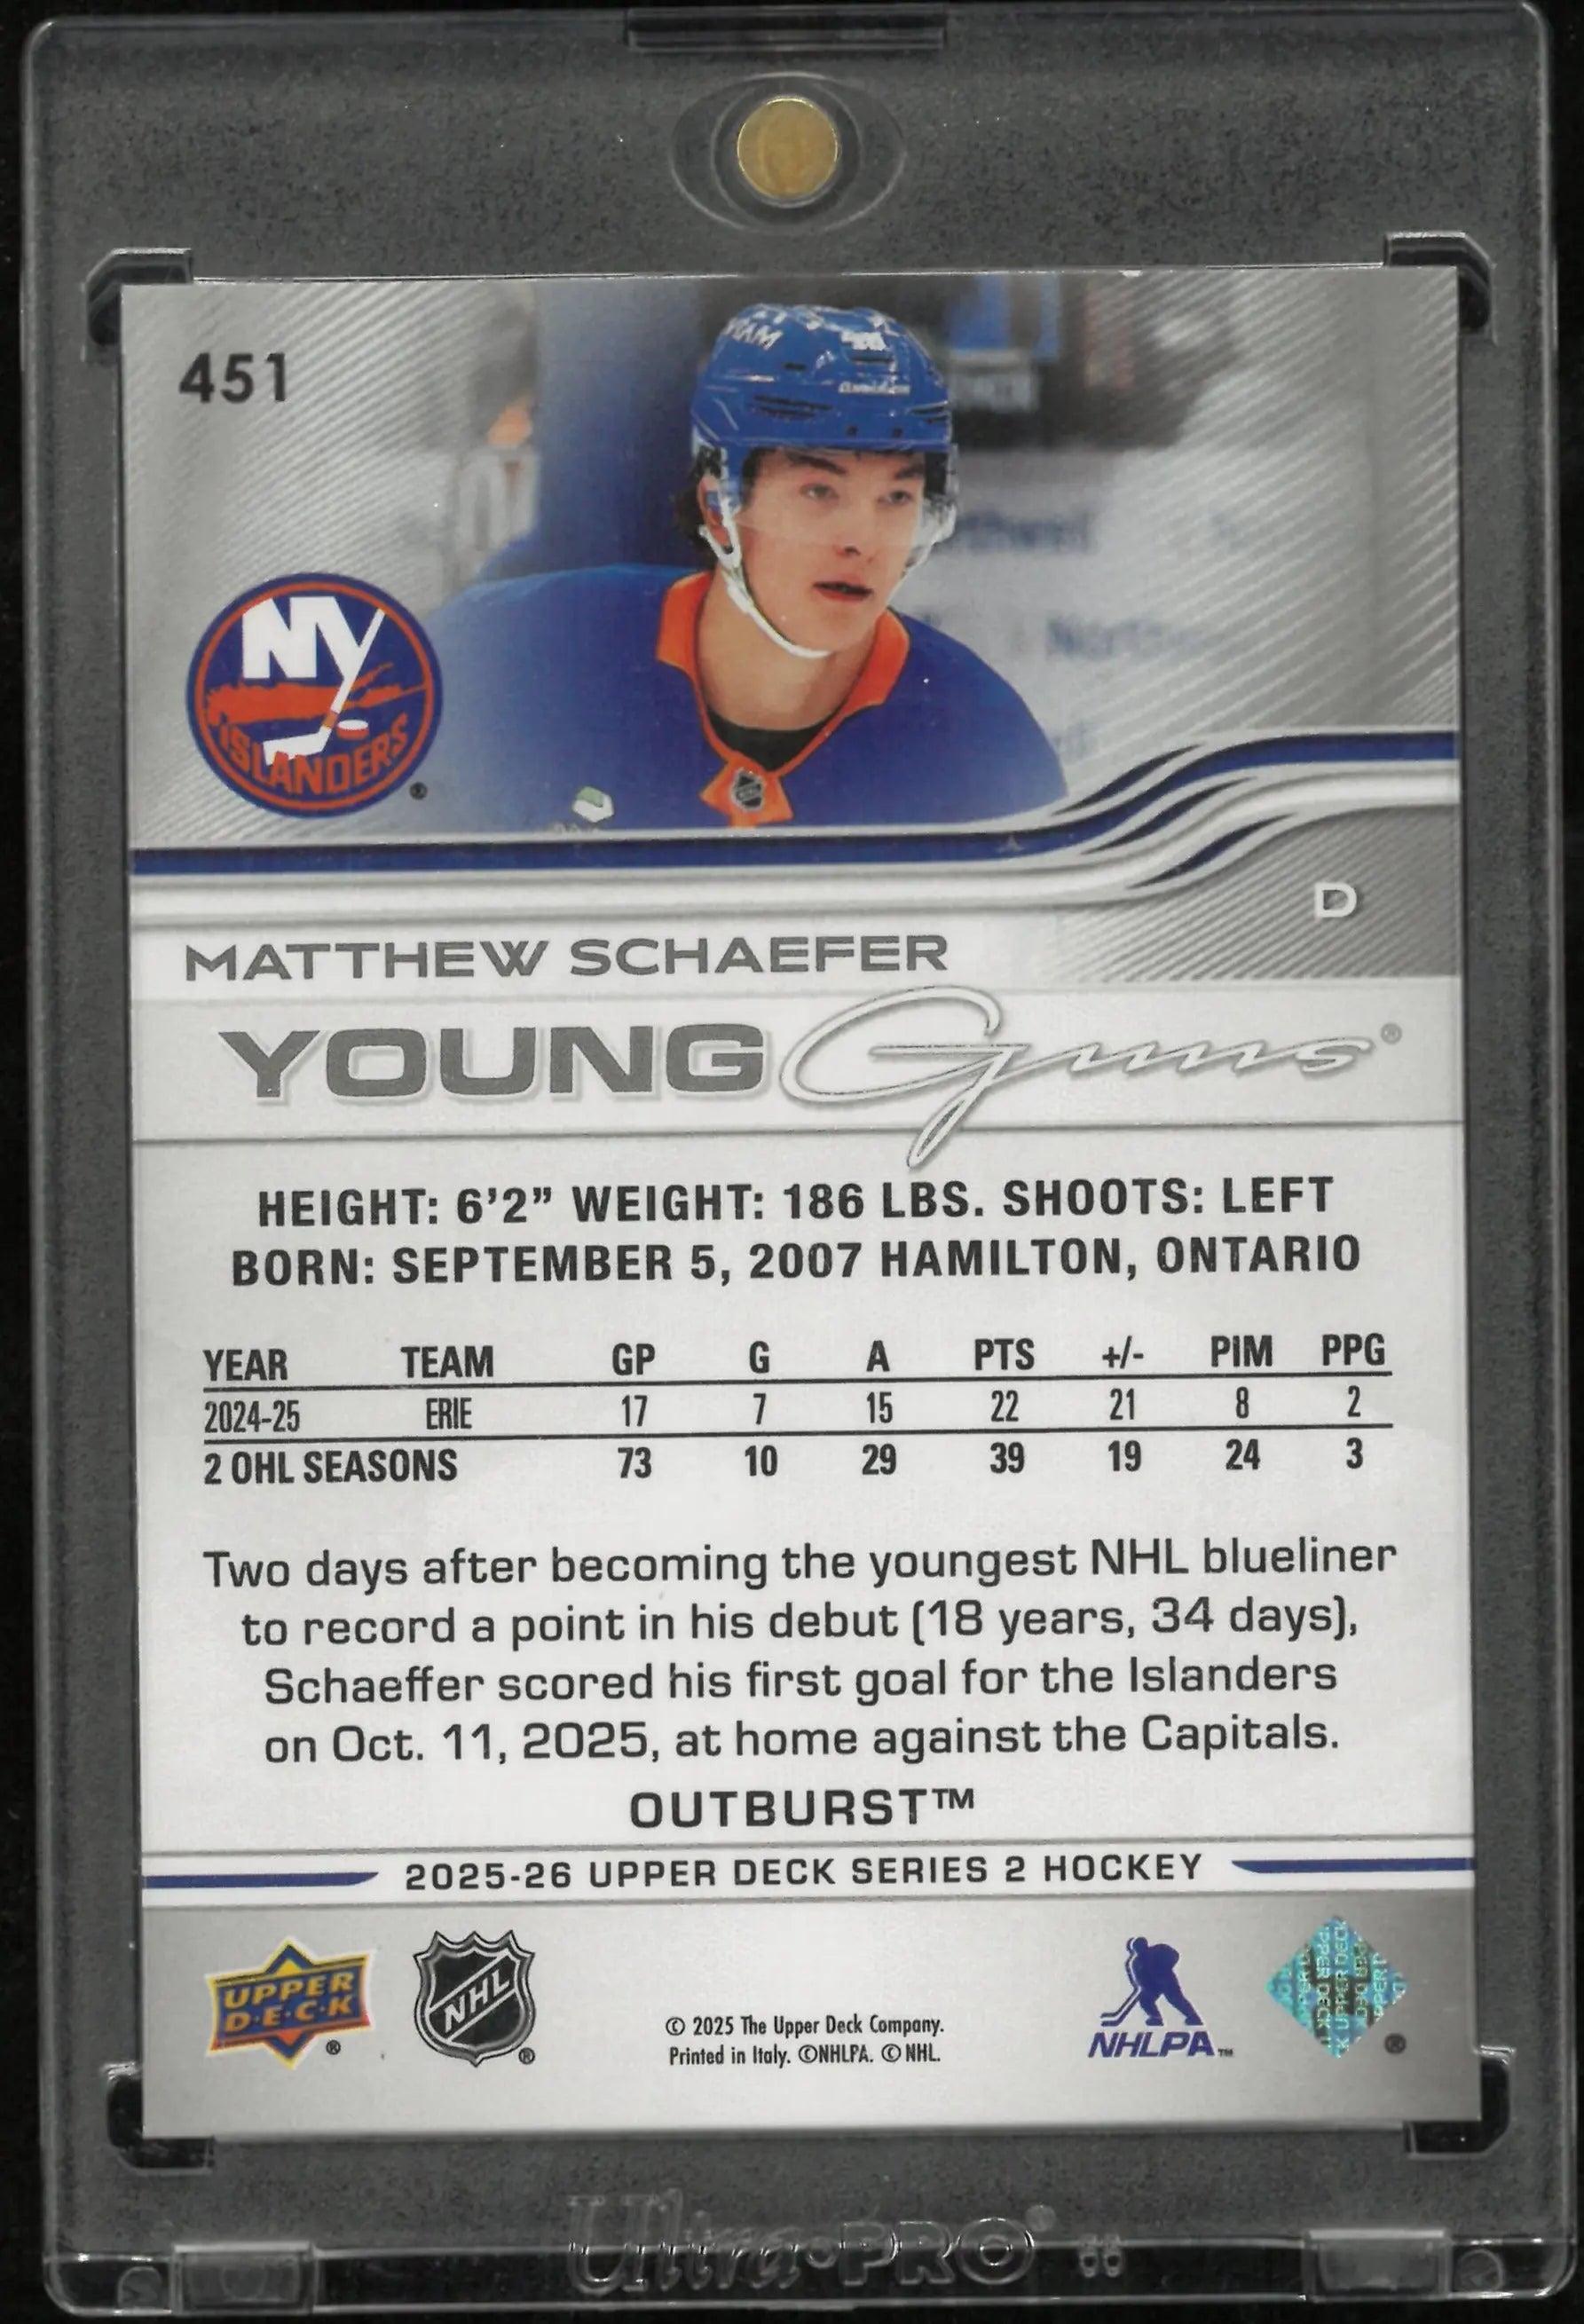 451
NY
ISLANDERS
®
D
MATTHEW SCHAEFER
YOUNG Guns®
HEIGHT: 6’2” WEIGHT: 186 LBS. SHOOTS: LEFT
BORN: SEPTEMBER 5, 2007 HAMILTON, ONTARIO
YEAR TEAM GP G A PTS +/- PIM PPG
2024-25 ERIE 17 7 15 22 21 8 2
2 OHL SEASONS 73 10 29 39 19 24 3
Two days after becoming the youngest NHL blueliner
to record a point in his debut (18 years, 34 days),
Schaeffer scored his first goal for the Islanders
on Oct. 11, 2025, at home against the Capitals.
OUTBURST™
2025-26 UPPER DECK SERIES 2 HOCKEY
UPPER
D·E·C·K
®
NHL
®
© 2025 The Upper Deck Company.
Printed in Italy. ©NHLPA. © NHL.
NHLPA™
UPPER DECK
®
Ultra•PRO®